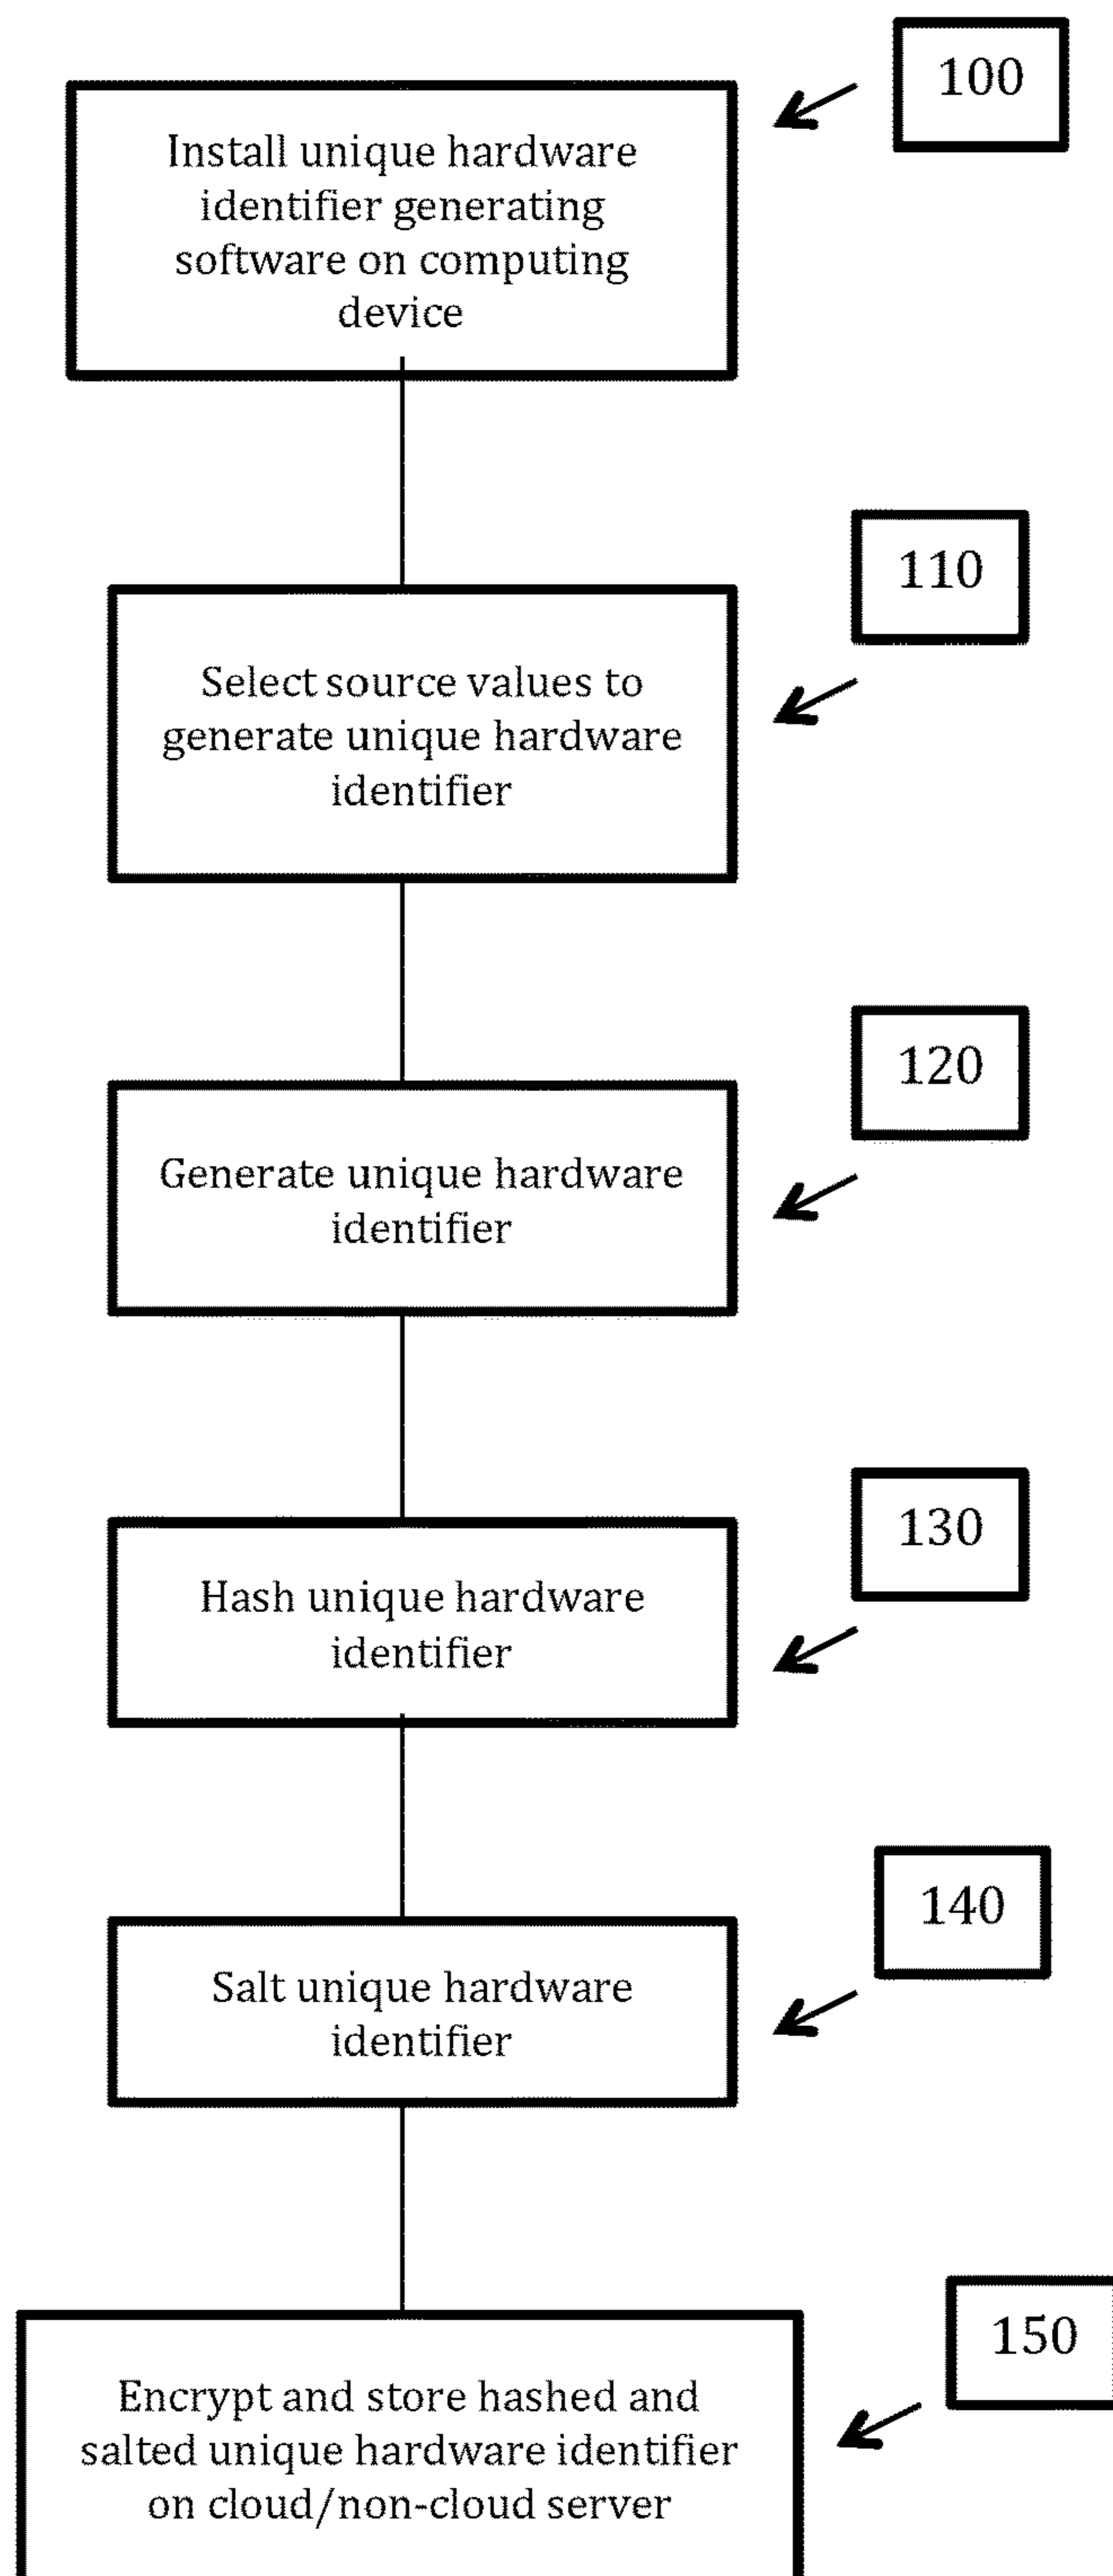 100
Install unique hardware
identifier generating
software on computing
device
110
Select source values to
generate unique hardware
identifier
120
Generate unique hardware
identifier
130
Hash unique hardware
identifier
140
Salt unique hardware
identifier
150
Encrypt and store hashed and
salted unique hardware identifier
on cloud/non-cloud server